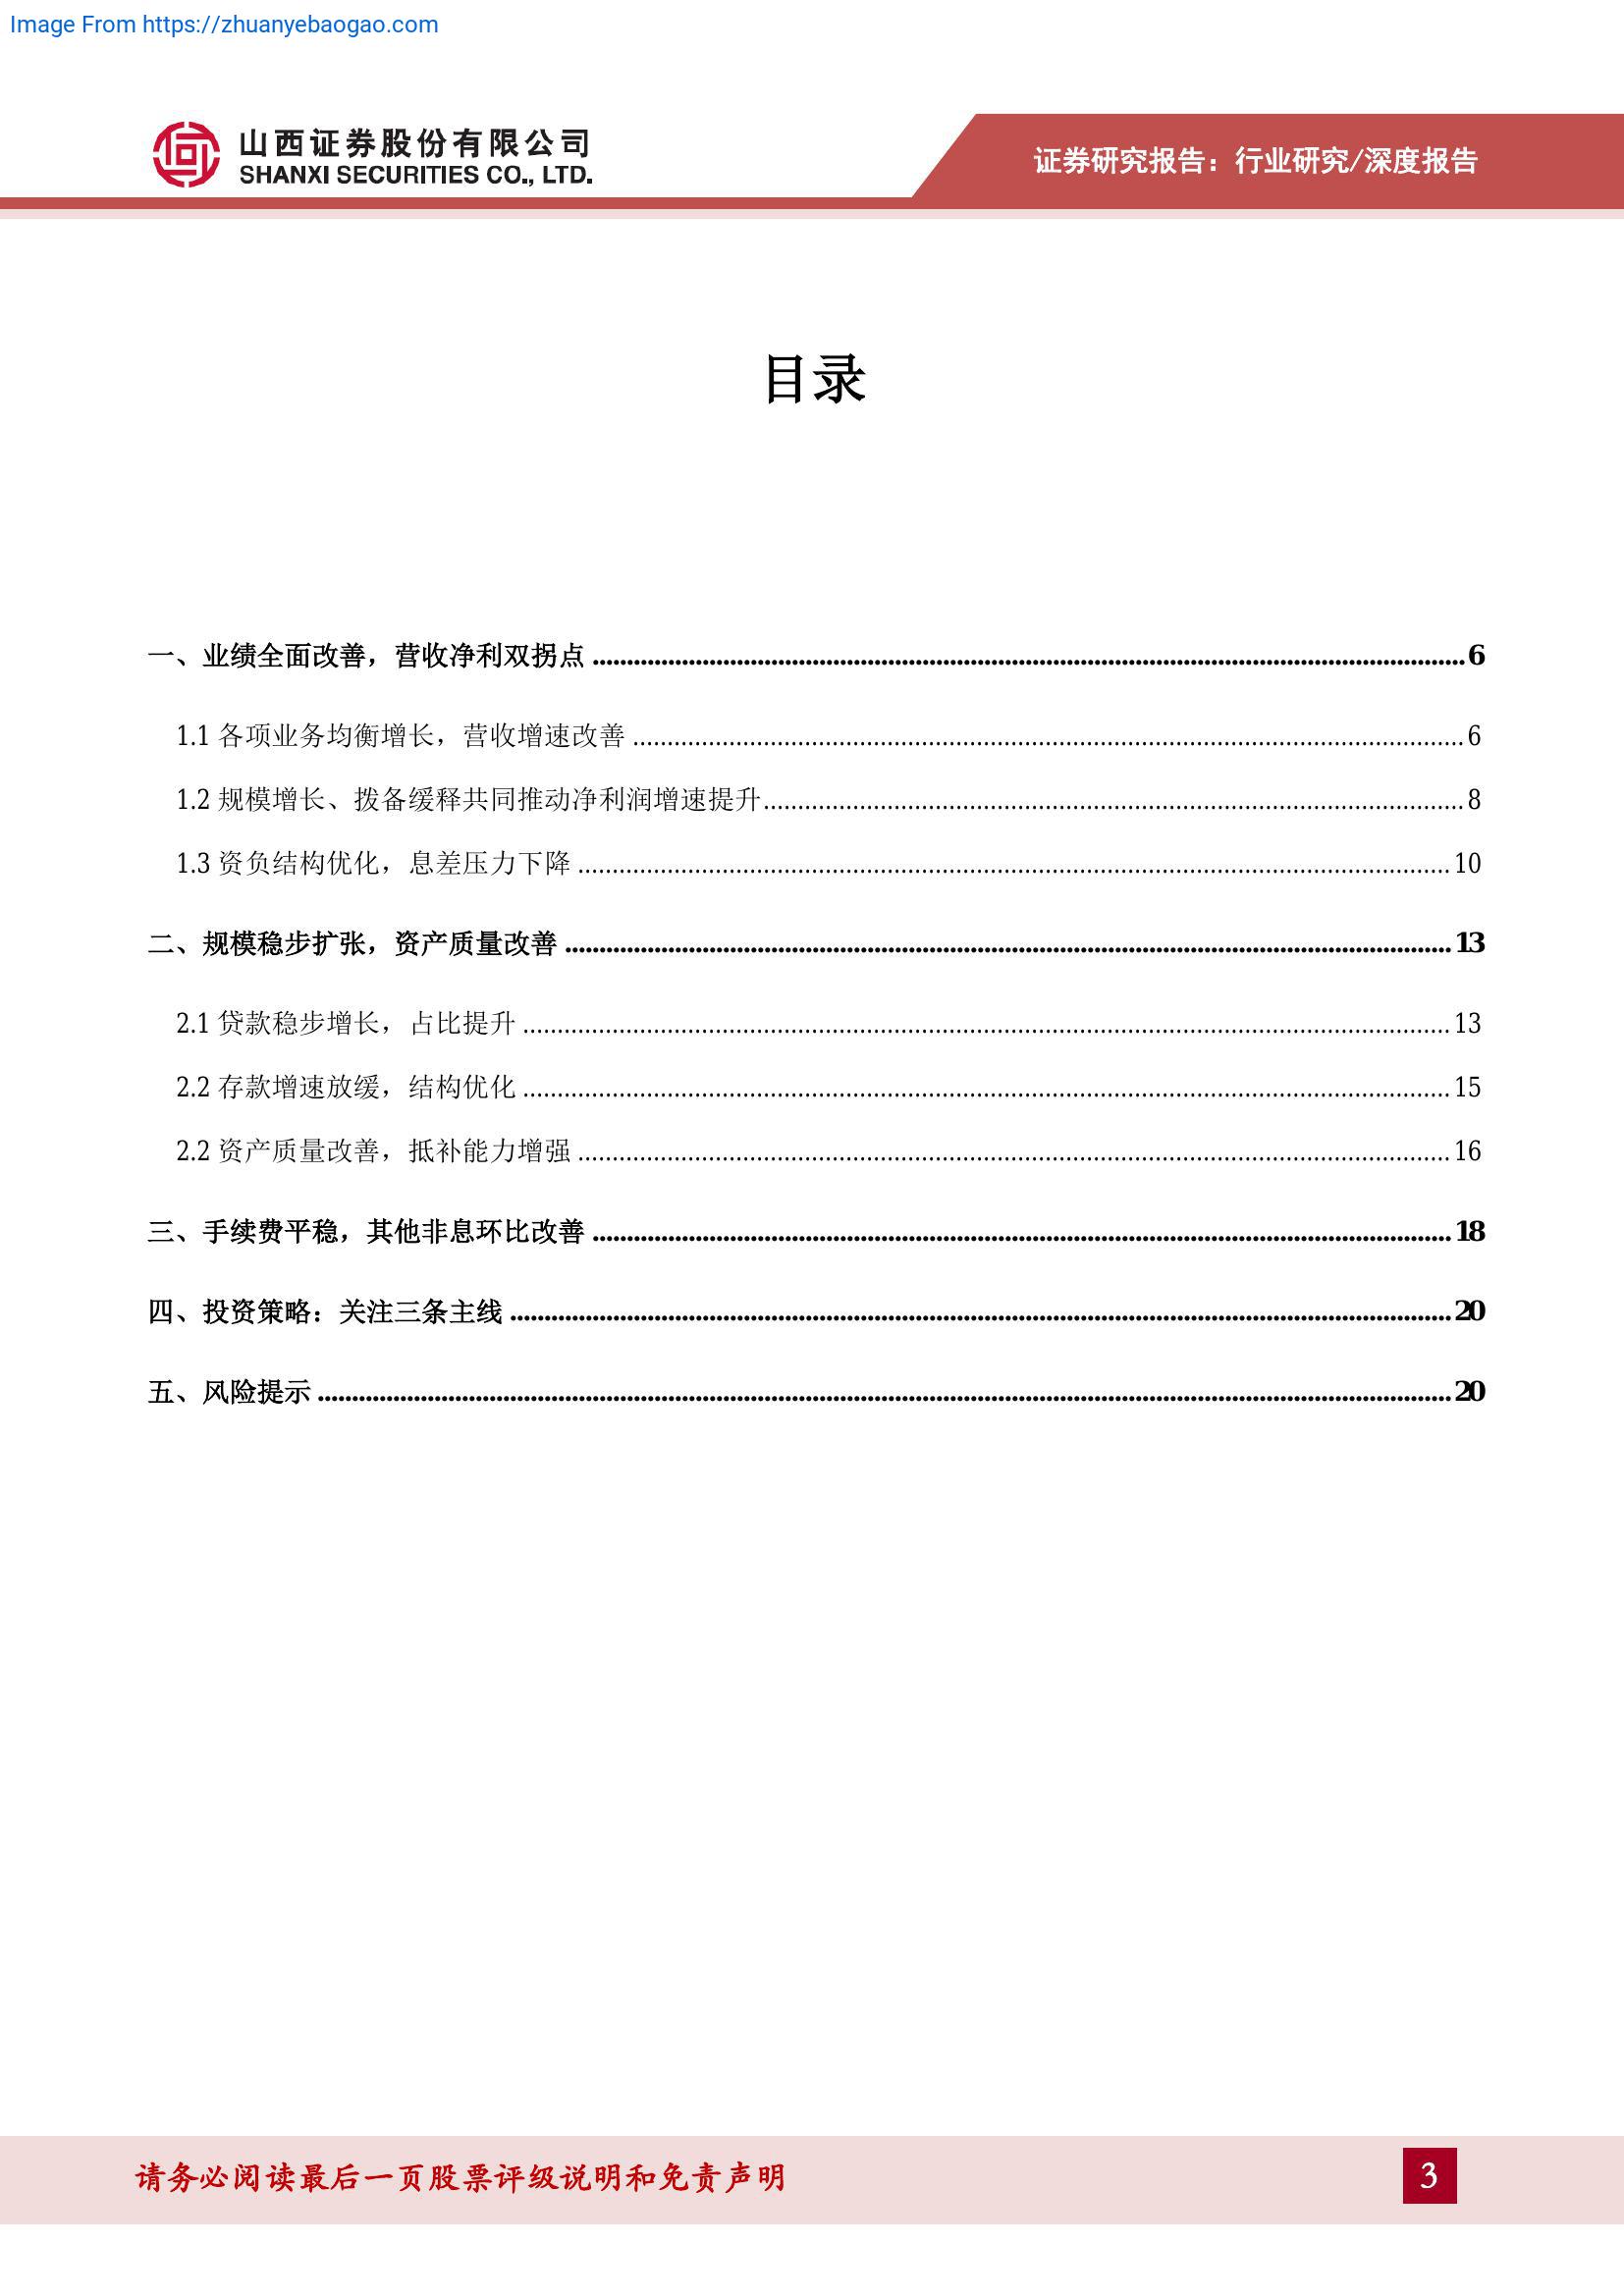 Image From https://zhuanyebaogao.com
山西证券股份有限公司
SHANXI SECURITIES CO., LTD.
证券研究报告：行业研究/深度报告
目录
一、业绩全面改善，营收净利双拐点 ........................................ 6
1.1 各项业务均衡增长，营收增速改善 ........................................ 6
1.2 规模增长、拨备缓释共同推动净利润增速提升 ........................................ 8
1.3 资负结构优化，息差压力下降 ........................................ 10
二、规模稳步扩张，资产质量改善 ........................................ 13
2.1 贷款稳步增长，占比提升 ........................................ 13
2.2 存款增速放缓，结构优化 ........................................ 15
2.2 资产质量改善，抵补能力增强 ........................................ 16
三、手续费平稳，其他非息环比改善 ........................................ 18
四、投资策略：关注三条主线 ........................................ 20
五、风险提示 ........................................ 20
请务必阅读最后一页股票评级说明和免责声明
3